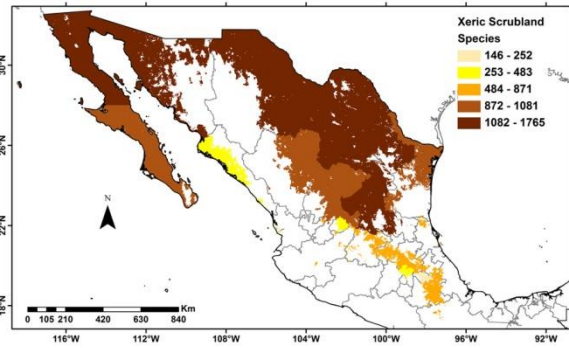 Xeric Scrubland
Species
146 - 252
253 - 483
484 - 871
872 - 1081
1082 - 1765
30°N
26°N
22°N
18°N
N
Km
0 105 210 420 630 840
116°W 112°W 108°W 104°W 100°W 96°W 92°W